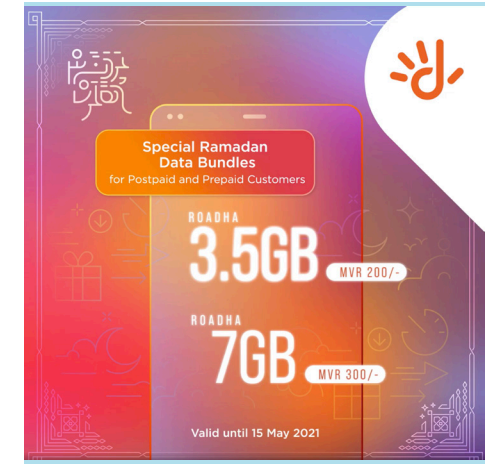 Special Ramadan
Data Bundles
for Postpaid and Prepaid Customers
ROADHA
3.5GB
MVR 200/-
ROADHA
7GB
MVR 300/-
Valid until 15 May 2021